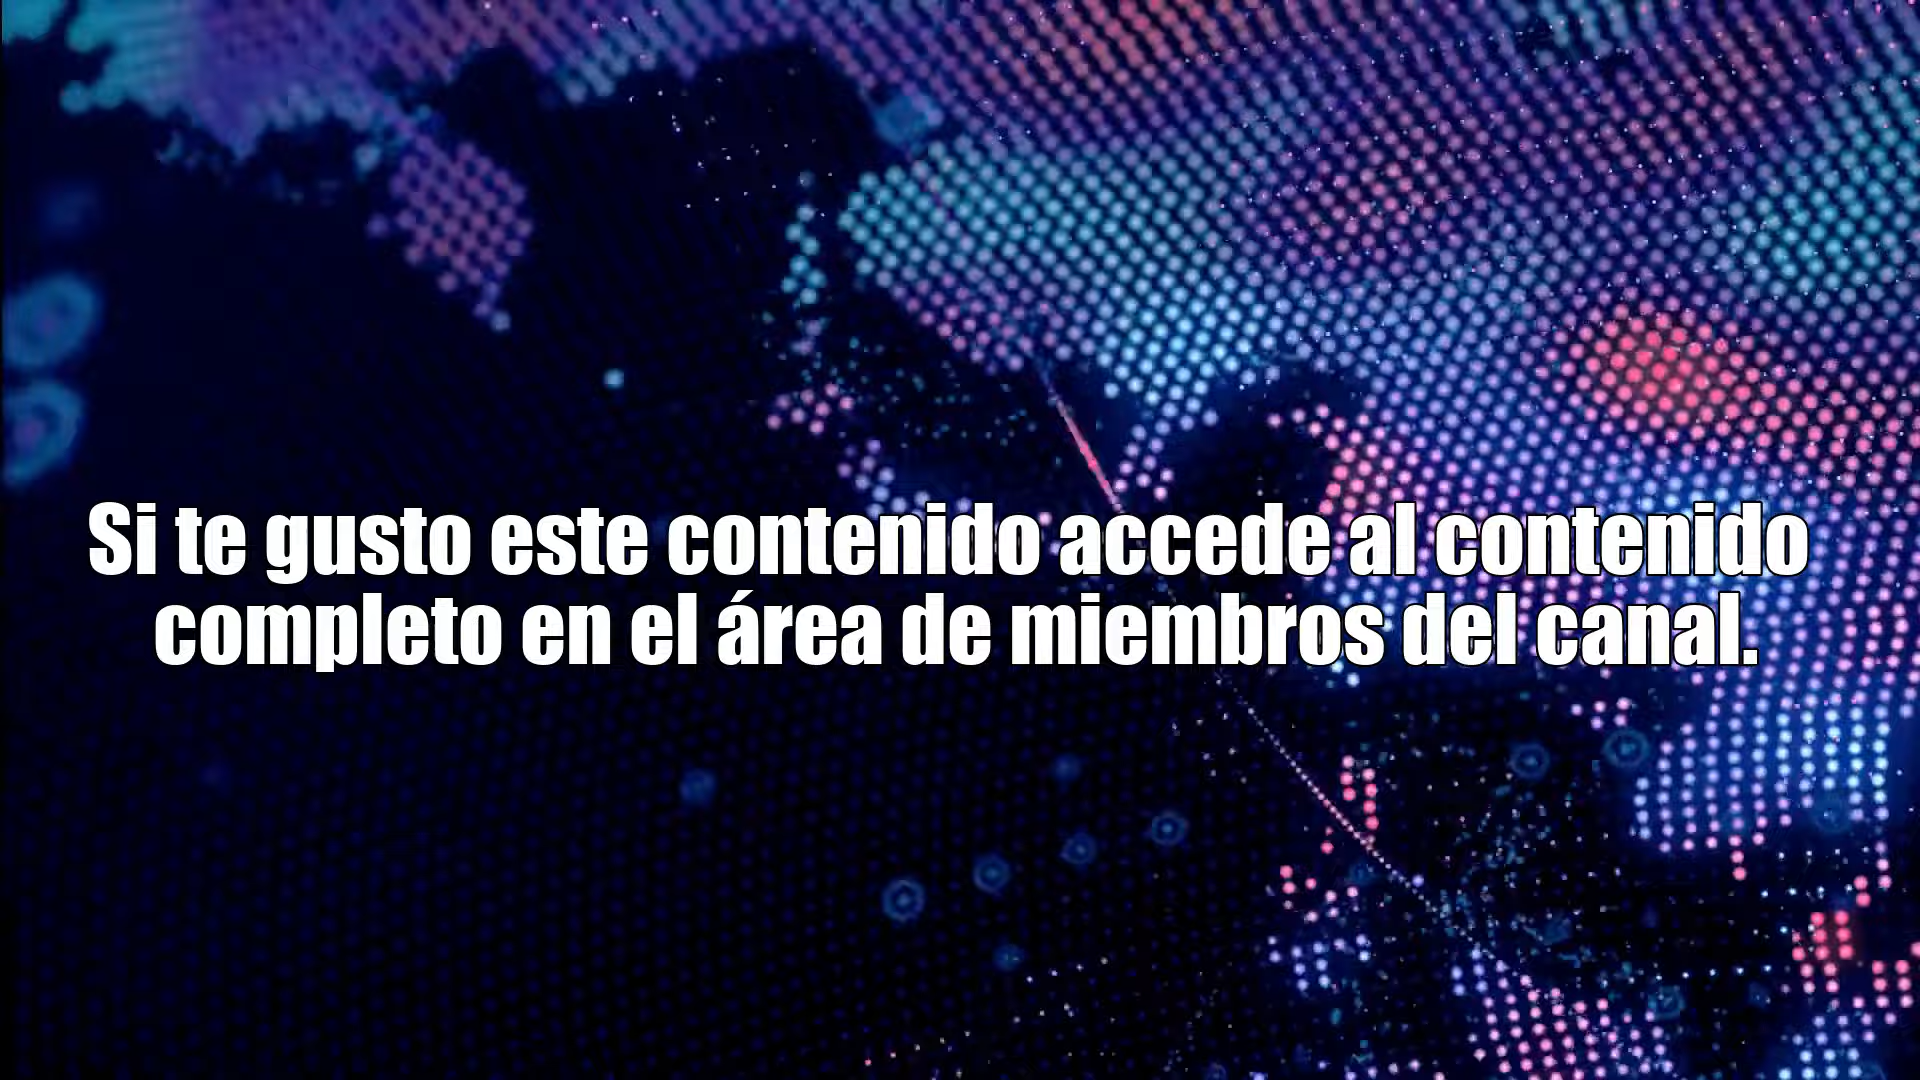 Si te gusto este contenido accede al contenido
completo en el área de miembros del canal.